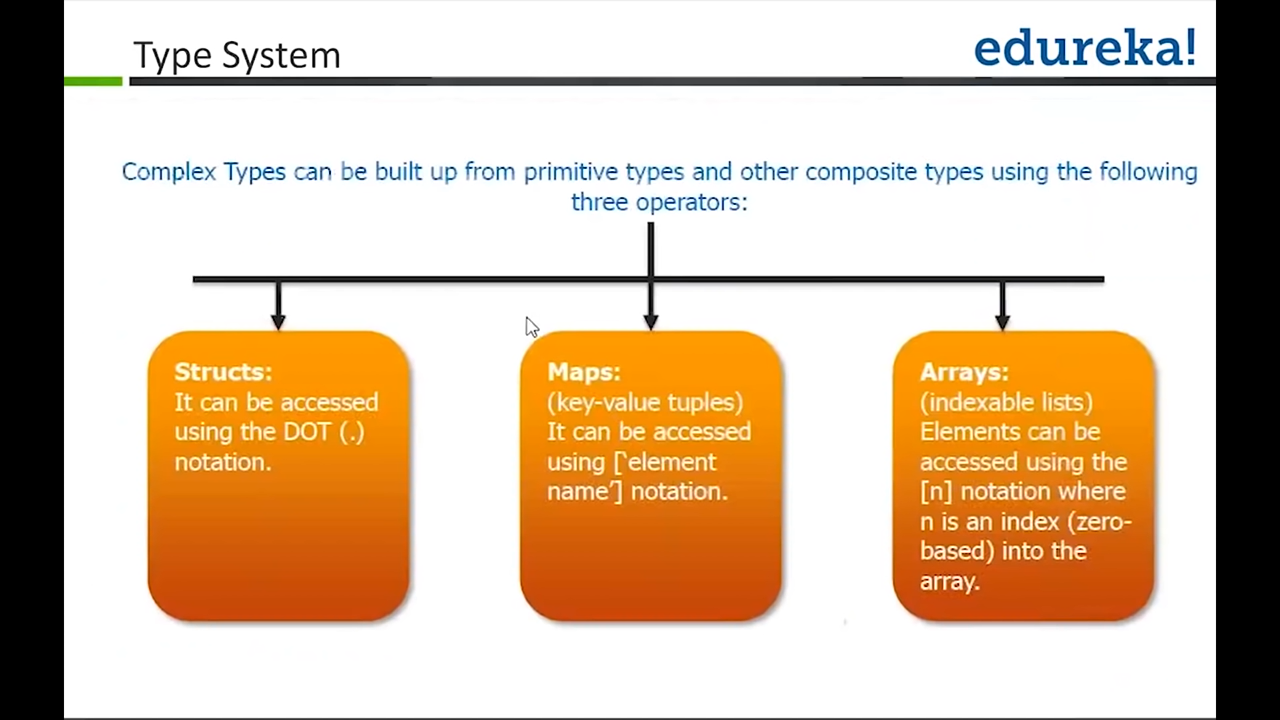 Type System
edureka!
Complex Types can be built up from primitive types and other composite types using the following
three operators:
Structs:
It can be accessed
using the DOT (.)
notation.
Maps:
(key-value tuples)
It can be accessed
using [‘element
name’] notation.
Arrays:
(indexable lists)
Elements can be
accessed using the
[n] notation where
n is an index (zero-
based) into the
array.